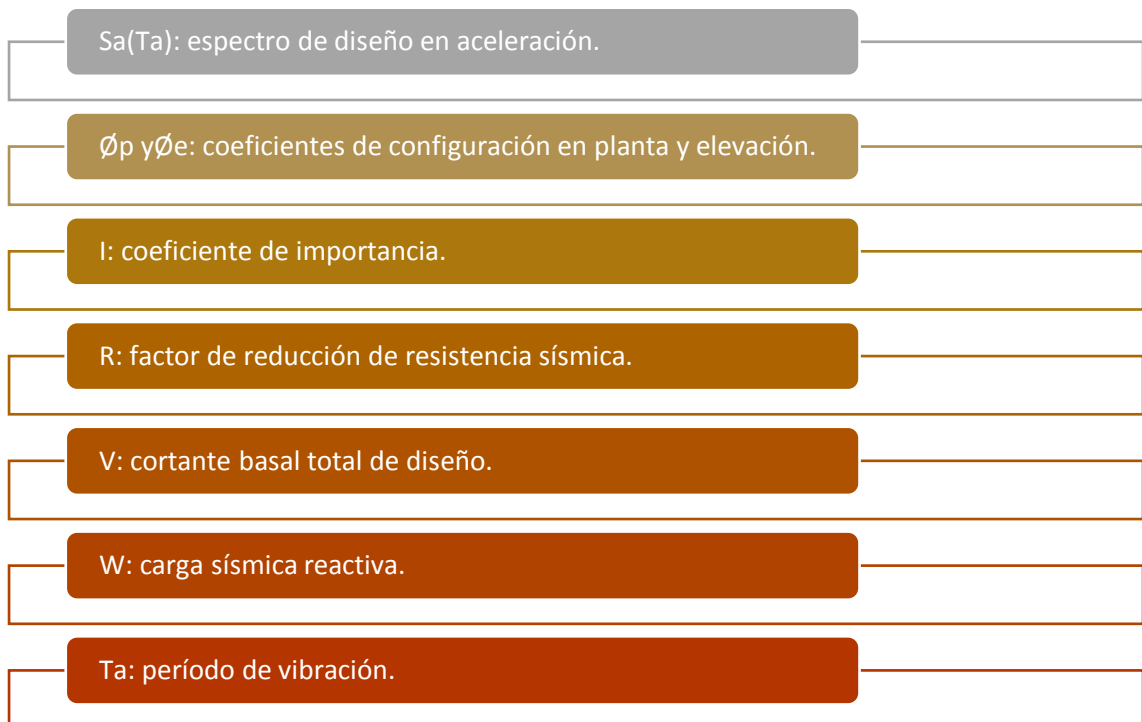 Sa(Ta): espectro de diseño en aceleración.
Øp yØe: coeficientes de configuración en planta y elevación.
I: coeficiente de importancia.
R: factor de reducción de resistencia sísmica.
V: cortante basal total de diseño.
W: carga sísmica reactiva.
Ta: período de vibración.